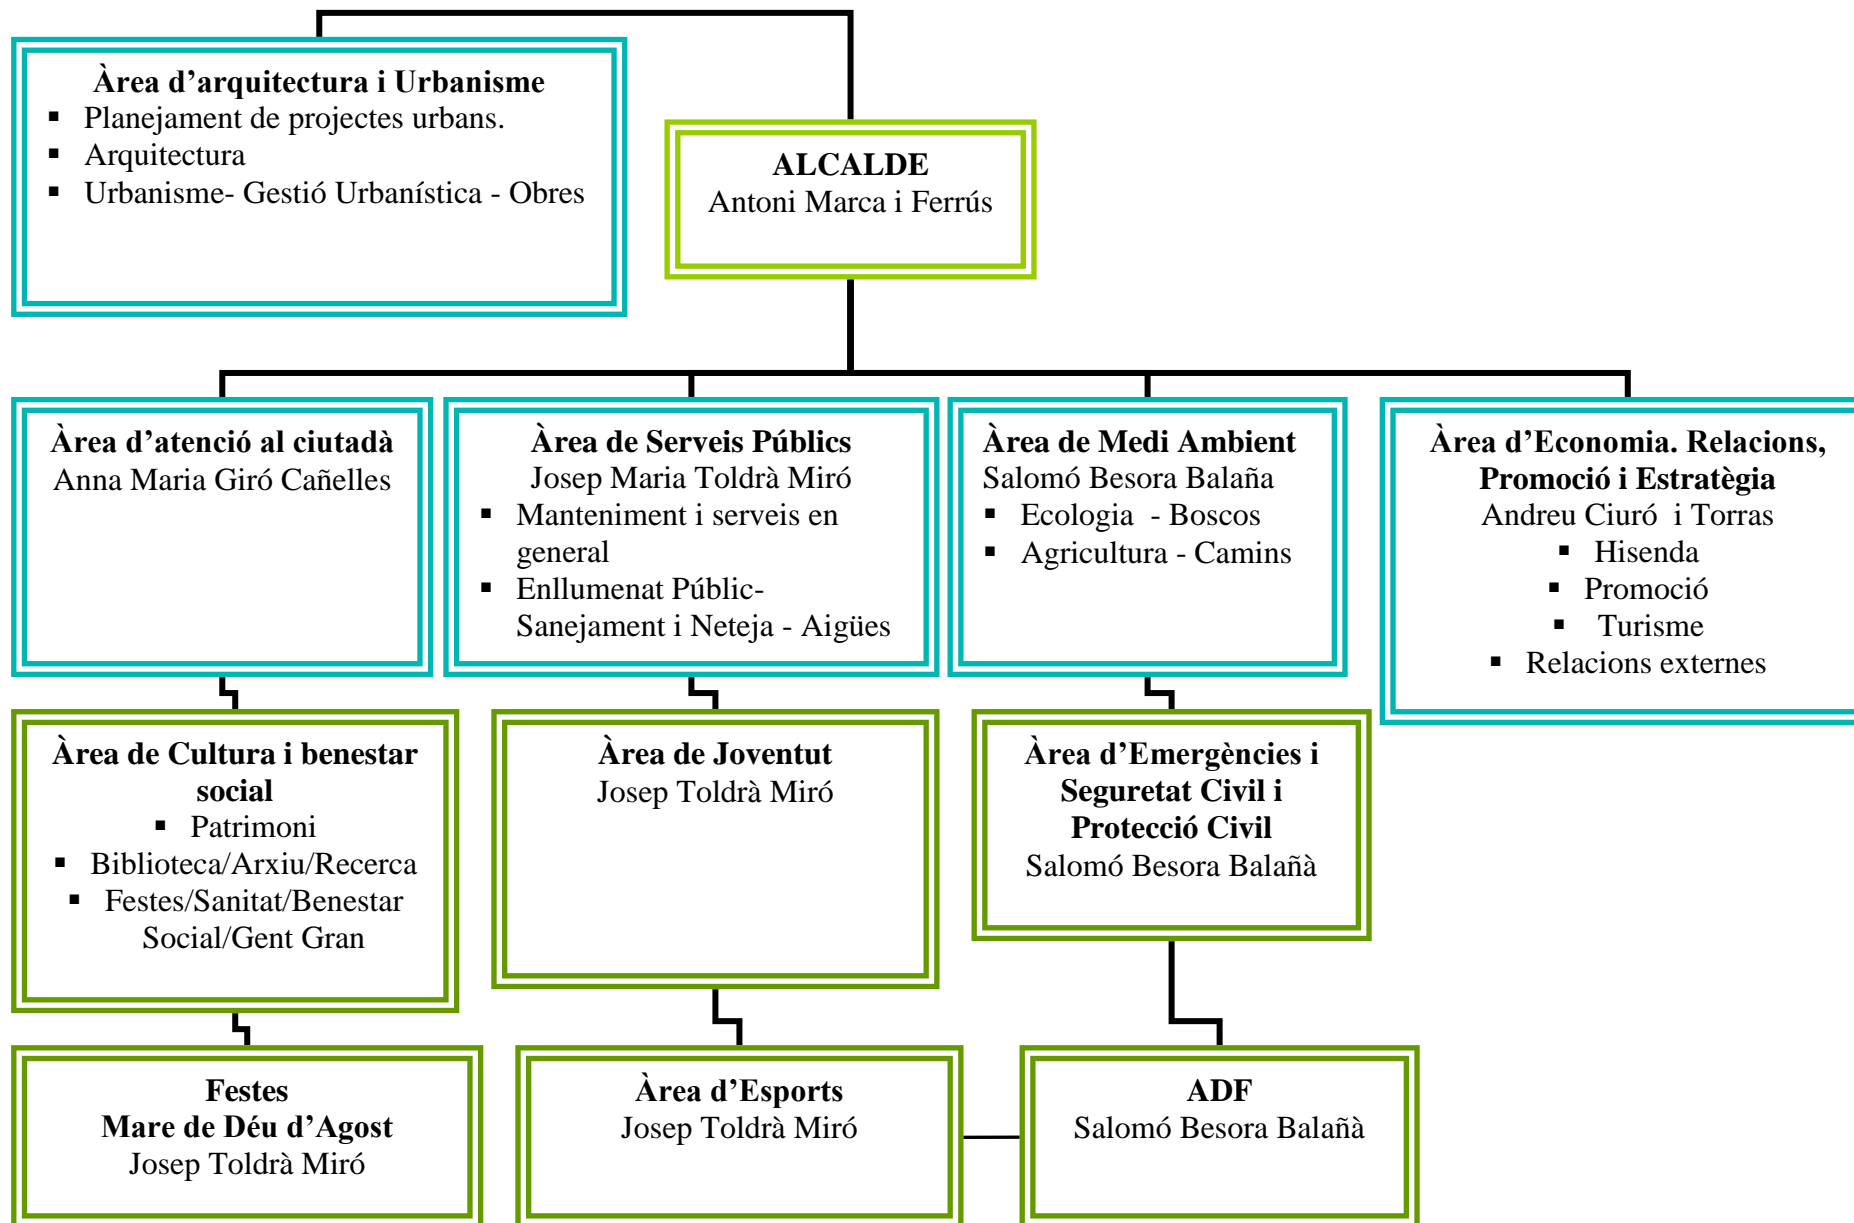 Àrea d’arquitectura i Urbanisme
▪ Planejament de projectes urbans.
▪ Arquitectura
▪ Urbanisme- Gestió Urbanística - Obres
ALCALDE
Antoni Marca i Ferrús
Àrea d’atenció al ciutadà
Anna Maria Giró Cañelles
Àrea de Serveis Públics
Josep Maria Toldrà Miró
▪ Manteniment i serveis en
general
▪ Enllumenat Públic-
Sanejament i Neteja - Aigües
Àrea de Medi Ambient
Salomó Besora Balaña
▪ Ecologia - Boscos
▪ Agricultura - Camins
Àrea d’Economia. Relacions,
Promoció i Estratègia
Andreu Ciuró i Torras
▪ Hisenda
▪ Promoció
▪ Turisme
▪ Relacions externes
Àrea de Cultura i benestar
social
▪ Patrimoni
▪ Biblioteca/Arxiu/Recerca
▪ Festes/Sanitat/Benestar
Social/Gent Gran
Àrea de Joventut
Josep Toldrà Miró
Àrea d’Emergències i
Seguretat Civil i
Protecció Civil
Salomó Besora Balañà
Festes
Mare de Déu d’Agost
Josep Toldrà Miró
Àrea d’Esports
Josep Toldrà Miró
ADF
Salomó Besora Balañà